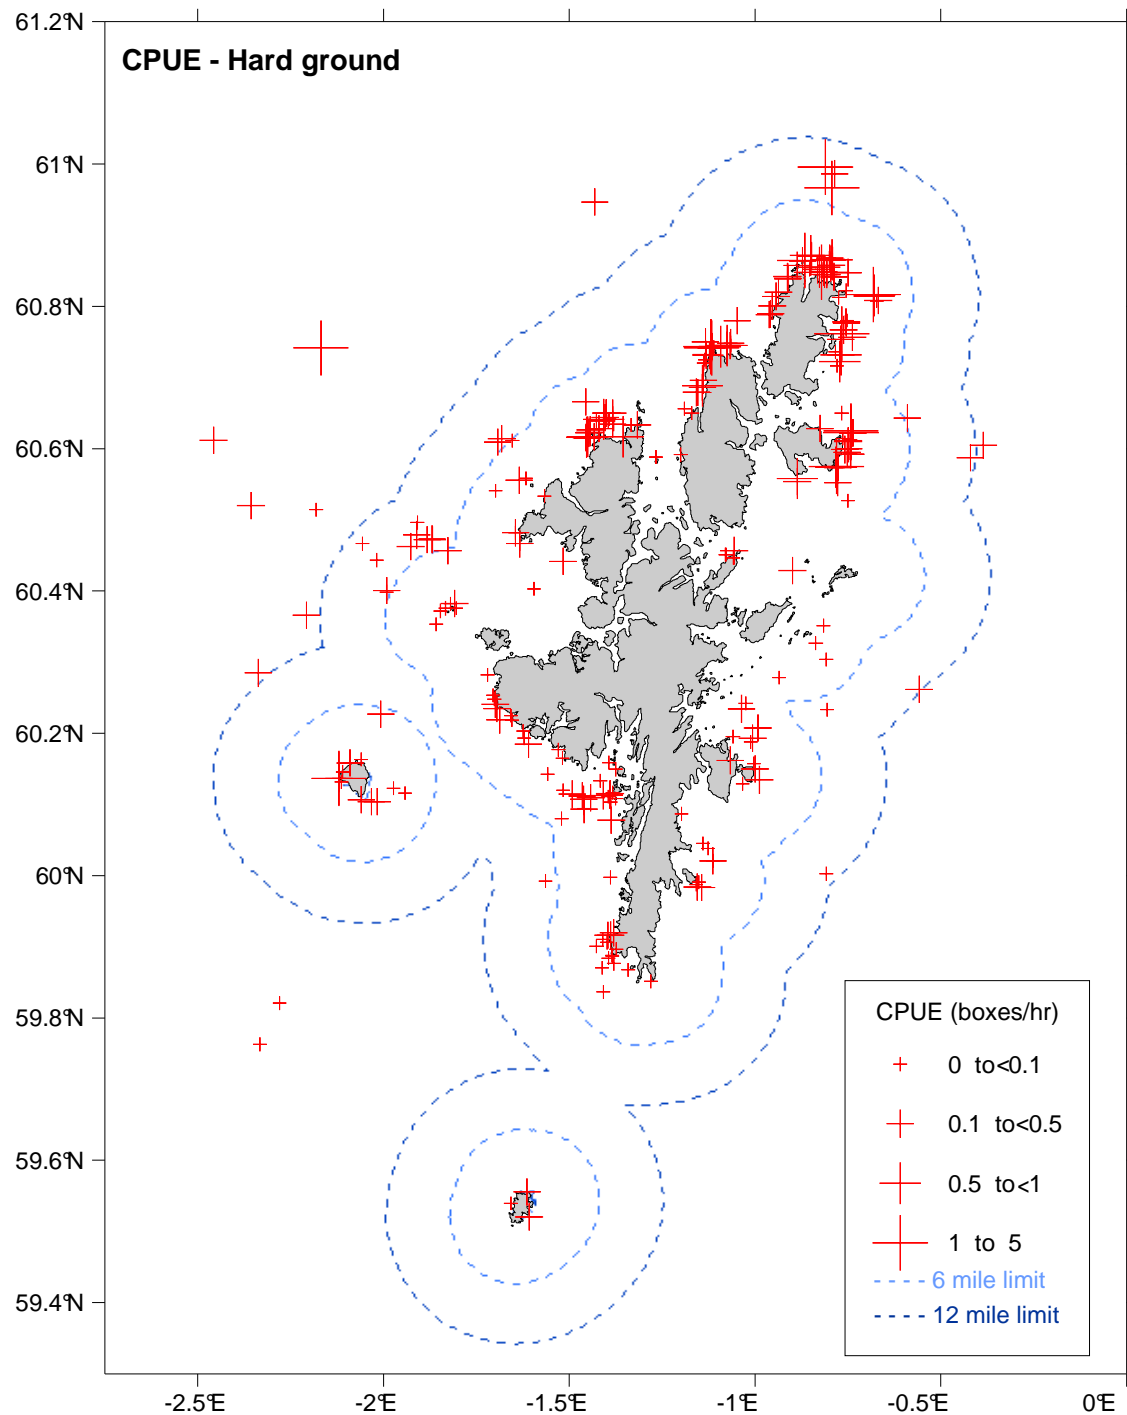 61.2°N
CPUE - Hard ground
61°N
60.8°N
60.6°N
60.4°N
60.2°N
60°N
59.8°N
59.6°N
59.4°N
CPUE (boxes/hr)
0 to<0.1
0.1 to<0.5
0.5 to<1
1 to 5
6 mile limit
12 mile limit
-2.5°E
-2°E
-1.5°E
-1°E
-0.5°E
0°E